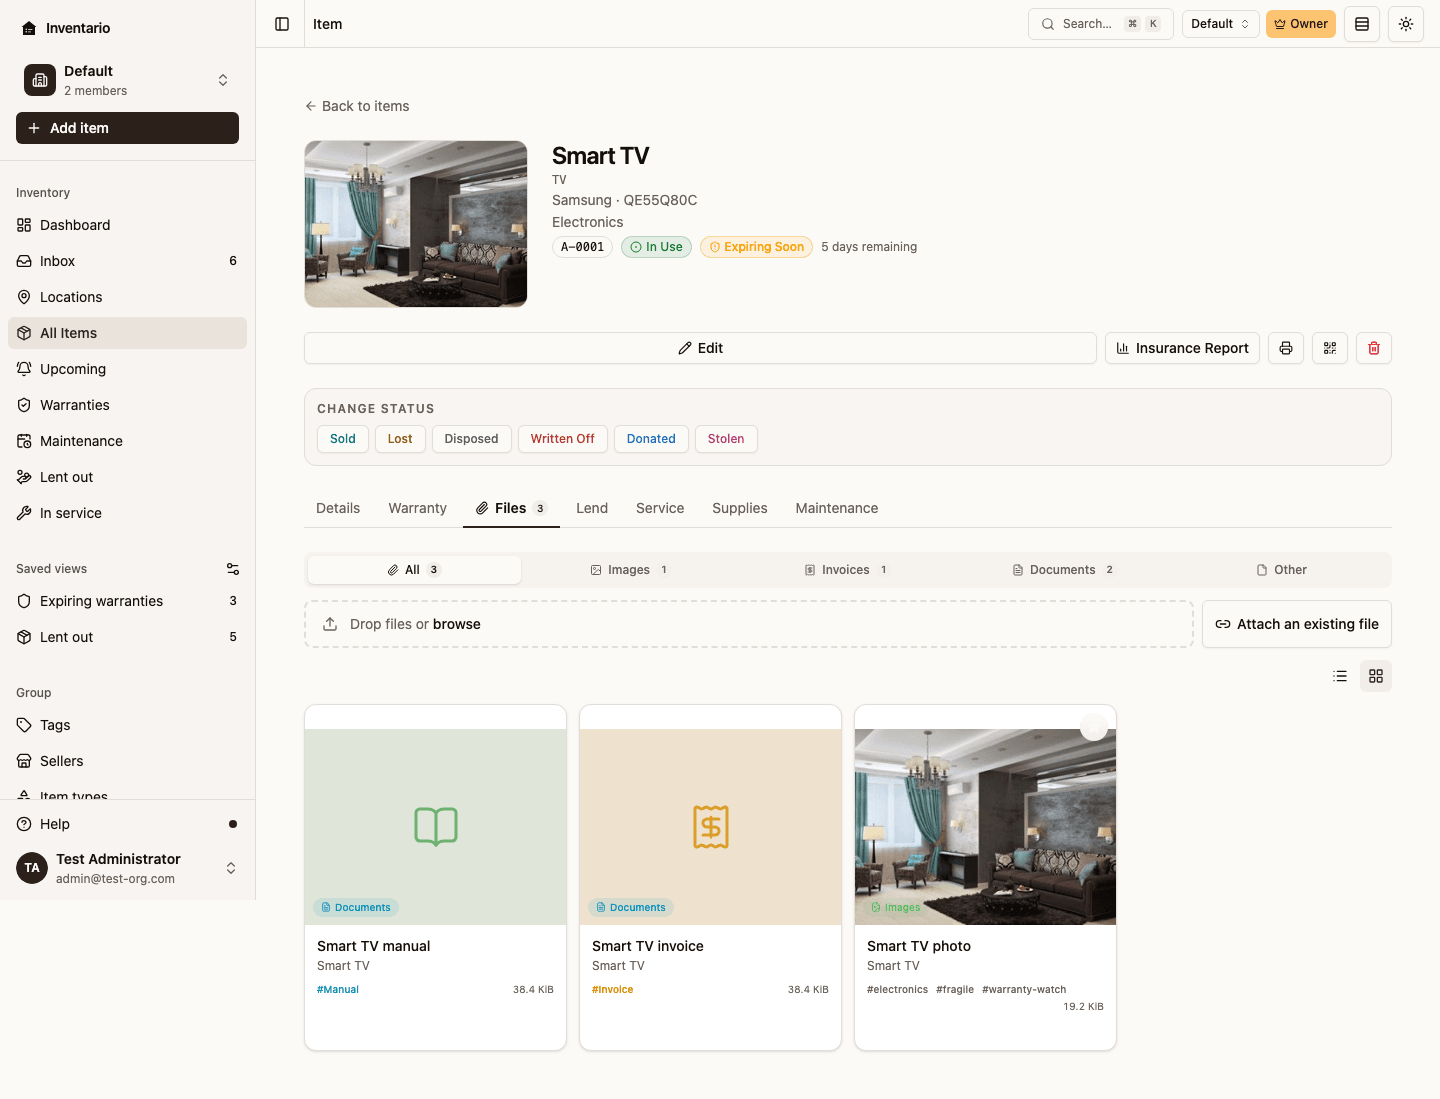 Inventario
Default
2 members
Add item
Inventory
Dashboard
Inbox 6
Locations
All Items
Upcoming
Warranties
Maintenance
Lent out
In service
Saved views
Expiring warranties 3
Lent out 5
Group
Tags
Sellers
Item types
Help
TA
Test Administrator
admin@test-org.com
Item
Search... ⌘ K
Default
Owner
Back to items
Smart TV
TV
Samsung · QE55Q80C
Electronics
A-0001 In Use Expiring Soon 5 days remaining
Edit
Insurance Report
CHANGE STATUS
Sold Lost Disposed Written Off Donated Stolen
Details Warranty Files 3 Lend Service Supplies Maintenance
All 3 Images 1 Invoices 1 Documents 2 Other
Drop files or browse
Attach an existing file
Documents
Smart TV manual
Smart TV
#Manual 38.4 KiB
Documents
Smart TV invoice
Smart TV
#Invoice 38.4 KiB
Images
Smart TV photo
Smart TV
#electronics #fragile #warranty-watch
19.2 KiB